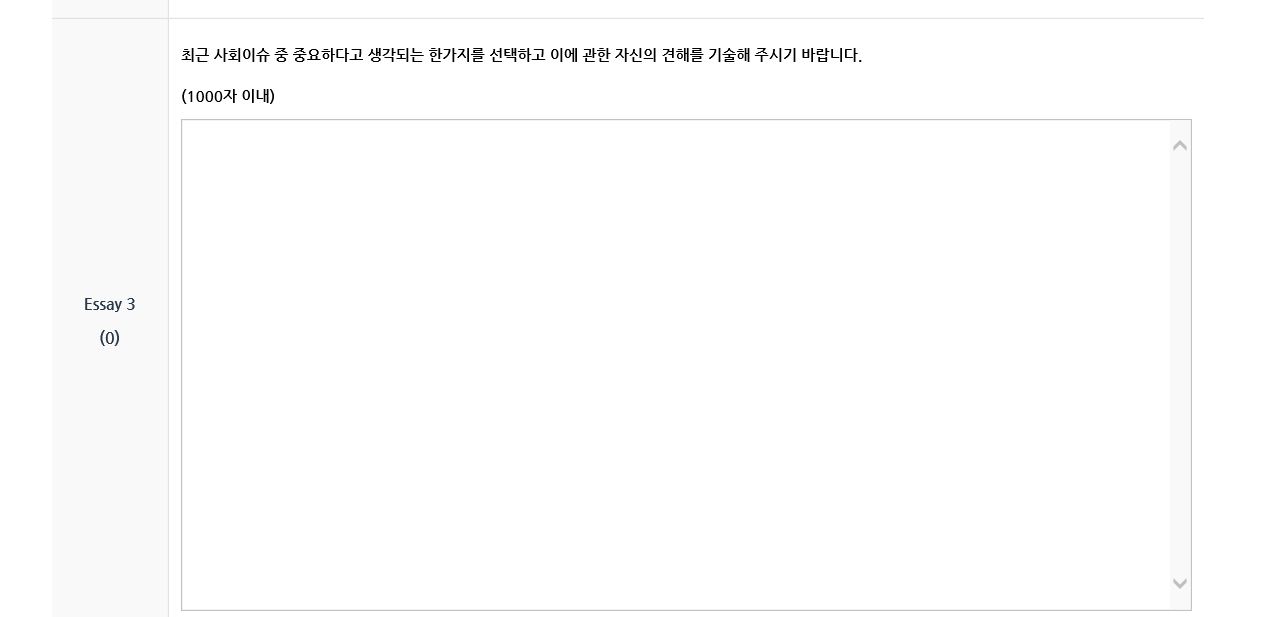 최근 사회이슈 중 중요하다고 생각되는 한가지를 선택하고 이에 관한 자신의 견해를 기술해 주시기 바랍니다.
(1000자 이내)
Essay 3
(0)